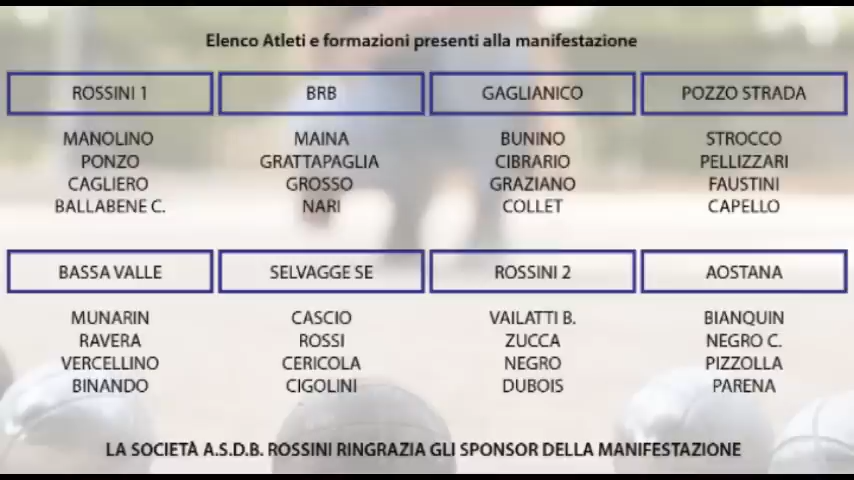 Elenco Atleti e formazioni presenti alla manifestazione
ROSSINI 1
MANOLINO
PONZO
CAGLIERO
BALLABENE C.
BRB
MAINA
GRATTAPAGLIA
GROSSO
NARI
GAGLIANICO
BUNINO
CIBRARIO
GRAZIANO
COLLET
POZZO STRADA
STROCCO
PELLIZZARI
FAUSTINI
CAPELLO
BASSA VALLE
MUNARIN
RAVERA
VERCELLINO
BINANDO
SELVAGGE SE
CASCIO
ROSSI
CERICOLA
CIGOLINI
ROSSINI 2
VAILATTI B.
ZUCCA
NEGRO
DUBOIS
AOSTANA
BIANQUIN
NEGRO C.
PIZZOLLA
PARENA
LA SOCIETÀ A.S.D.B. ROSSINI RINGRAZIA GLI SPONSOR DELLA MANIFESTAZIONE